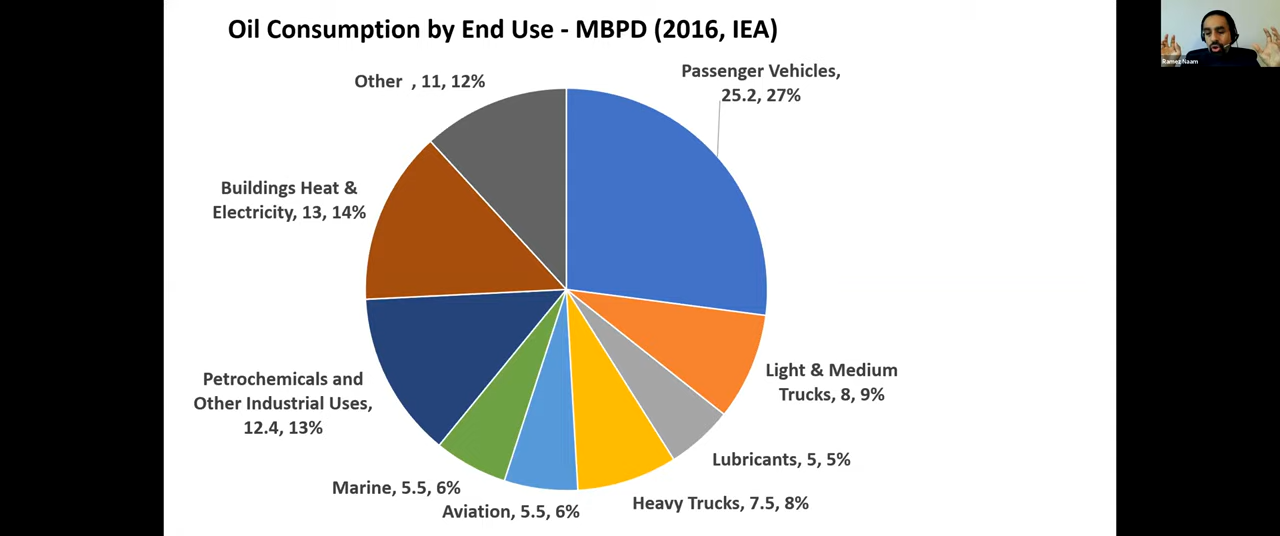 Oil Consumption by End Use - MBPD (2016, IEA)
Other , 11, 12%
Passenger Vehicles,
25.2, 27%
Buildings Heat &
Electricity, 13, 14%
Light & Medium
Trucks, 8, 9%
Petrochemicals and
Other Industrial Uses,
12.4, 13%
Lubricants, 5, 5%
Marine, 5.5, 6%
Heavy Trucks, 7.5, 8%
Aviation, 5.5, 6%
Ramez Naam